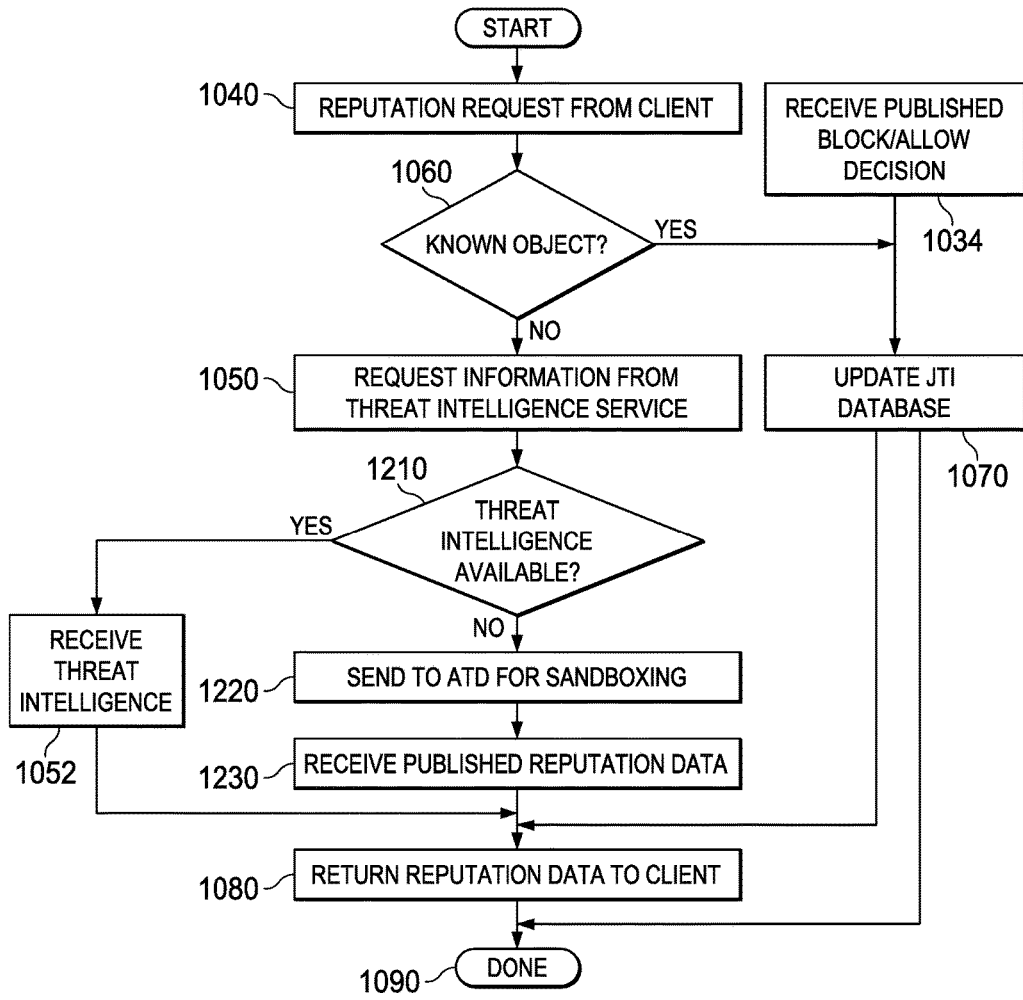 START
1040
REPUTATION REQUEST FROM CLIENT
RECEIVE PUBLISHED
BLOCK/ALLOW
DECISION
1034
1060
KNOWN OBJECT?
YES
NO
1050
REQUEST INFORMATION FROM
THREAT INTELLIGENCE SERVICE
UPDATE JTI
DATABASE
1070
1210
THREAT
INTELLIGENCE
AVAILABLE?
YES
NO
RECEIVE
THREAT
INTELLIGENCE
1052
1220
SEND TO ATD FOR SANDBOXING
1230
RECEIVE PUBLISHED REPUTATION DATA
1080
RETURN REPUTATION DATA TO CLIENT
1090
DONE